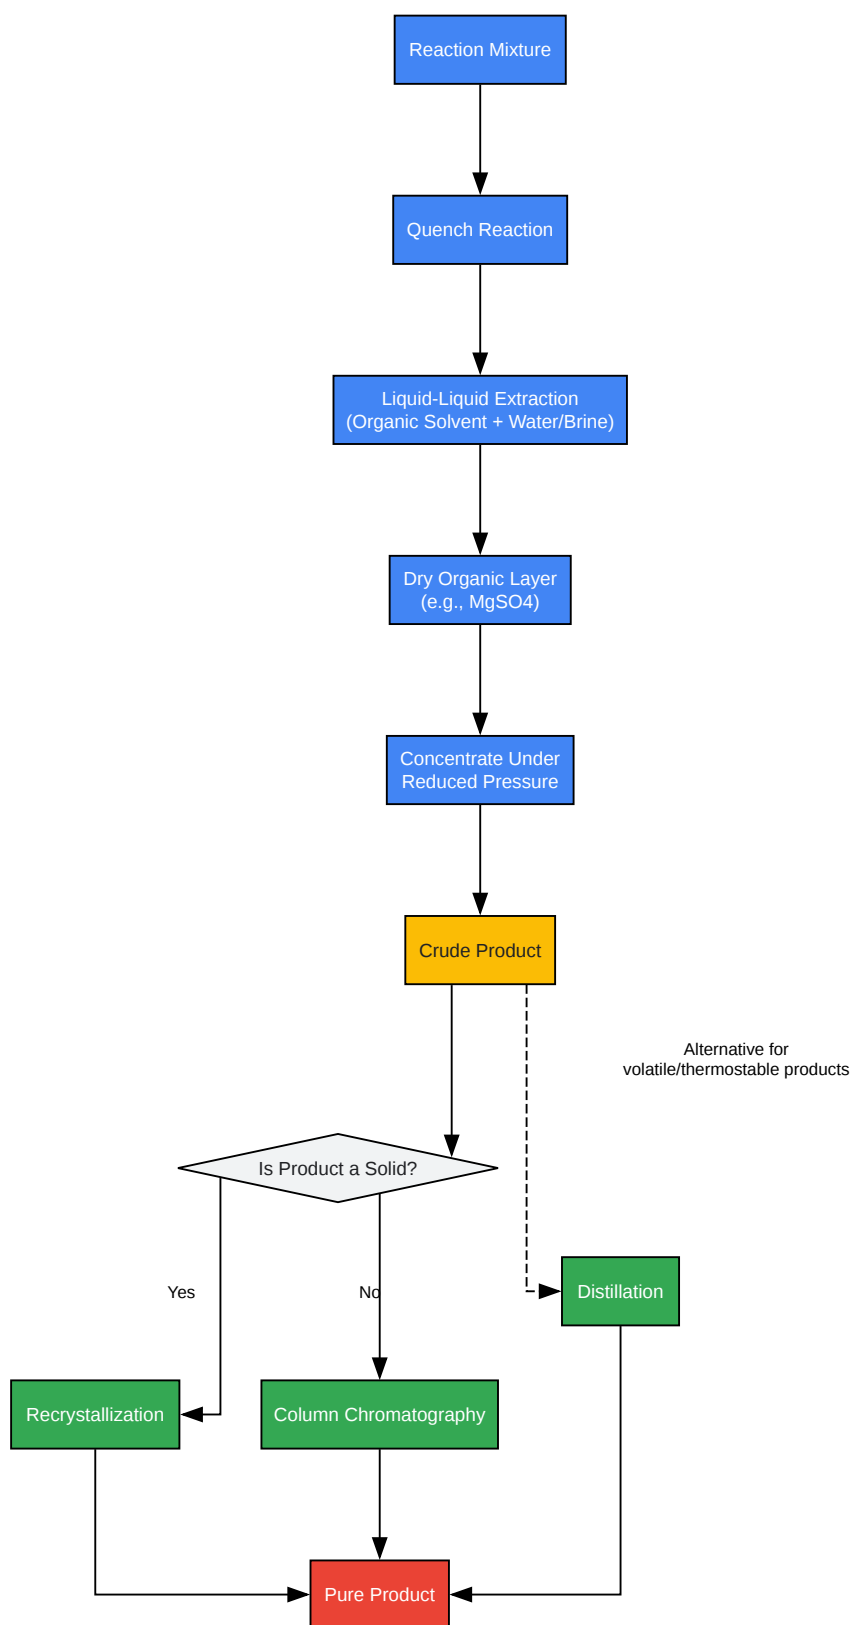 Reaction Mixture
Quench Reaction
Liquid-Liquid Extraction
(Organic Solvent + Water/Brine)
Dry Organic Layer
(e.g., MgSO4)
Concentrate Under
Reduced Pressure
Crude Product
Alternative for
volatile/thermostable products
Is Product a Solid?
Yes
No
Distillation
Recrystallization
Column Chromatography
Pure Product